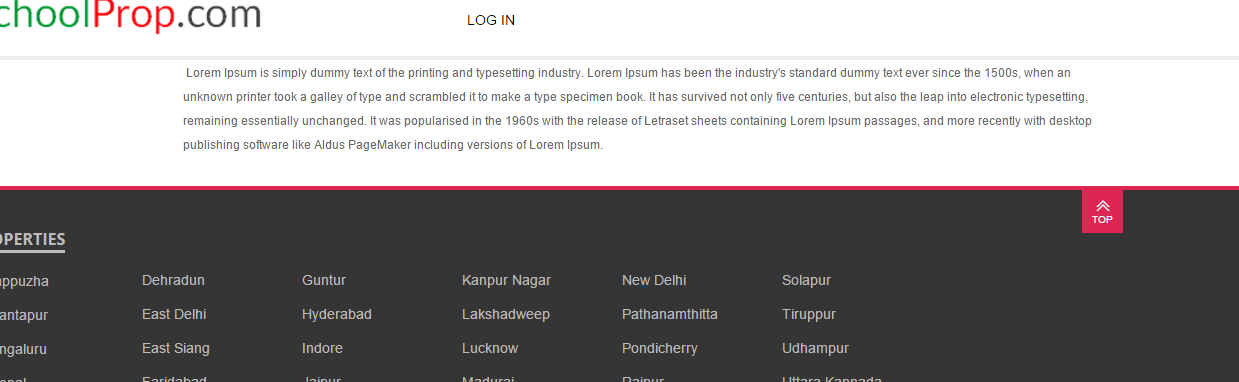 choolProp.com
LOG IN
Lorem Ipsum is simply dummy text of the printing and typesetting industry. Lorem Ipsum has been the industry's standard dummy text ever since the 1500s, when an
unknown printer took a galley of type and scrambled it to make a type specimen book. It has survived not only five centuries, but also the leap into electronic typesetting,
remaining essentially unchanged. It was popularised in the 1960s with the release of Letraset sheets containing Lorem Ipsum passages, and more recently with desktop
publishing software like Aldus PageMaker including versions of Lorem Ipsum.
TOP
OPERTIES
ppuzha Dehradun Guntur Kanpur Nagar New Delhi Solapur
antapur East Delhi Hyderabad Lakshadweep Pathanamthitta Tiruppur
ngaluru East Siang Indore Lucknow Pondicherry Udhampur
Faridabad Jaipur Madurai Raipur Uttara Kannada